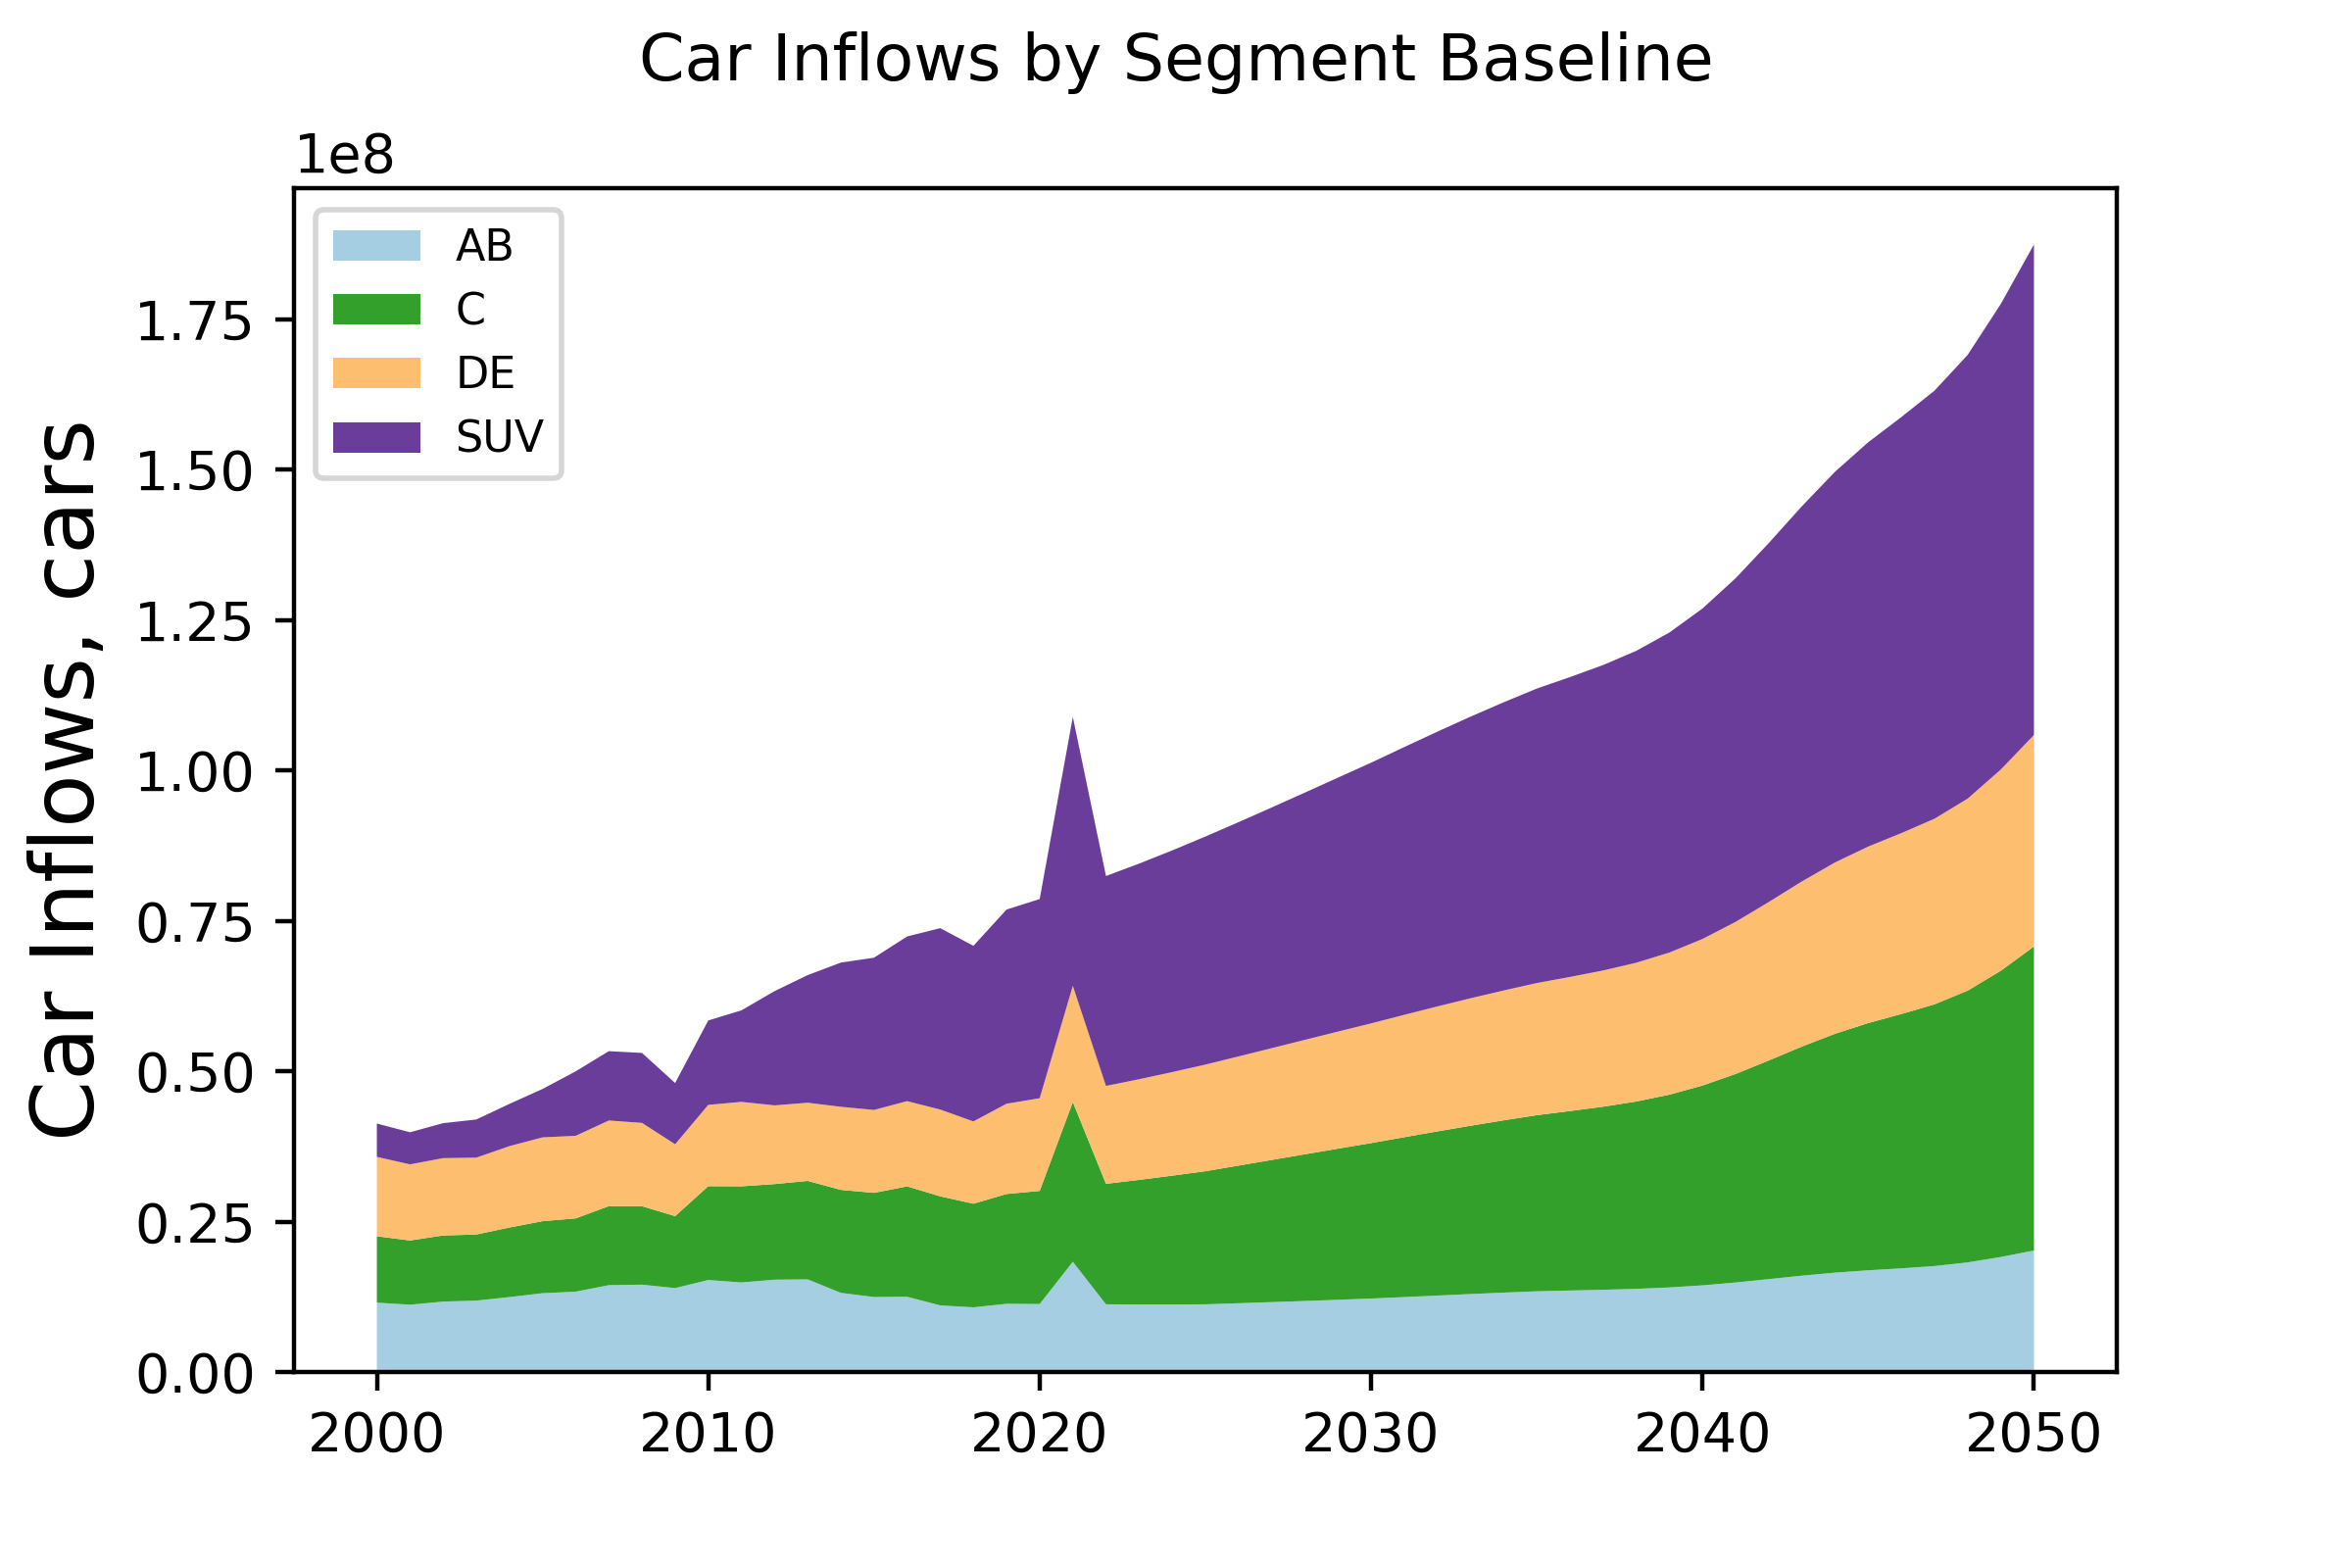 Car Inflows by Segment Baseline
1e8
AB
C
DE
SUV
Car Inflows, cars
1.75
1.50
1.25
1.00
0.75
0.50
0.25
0.00
2000 2010 2020 2030 2040 2050